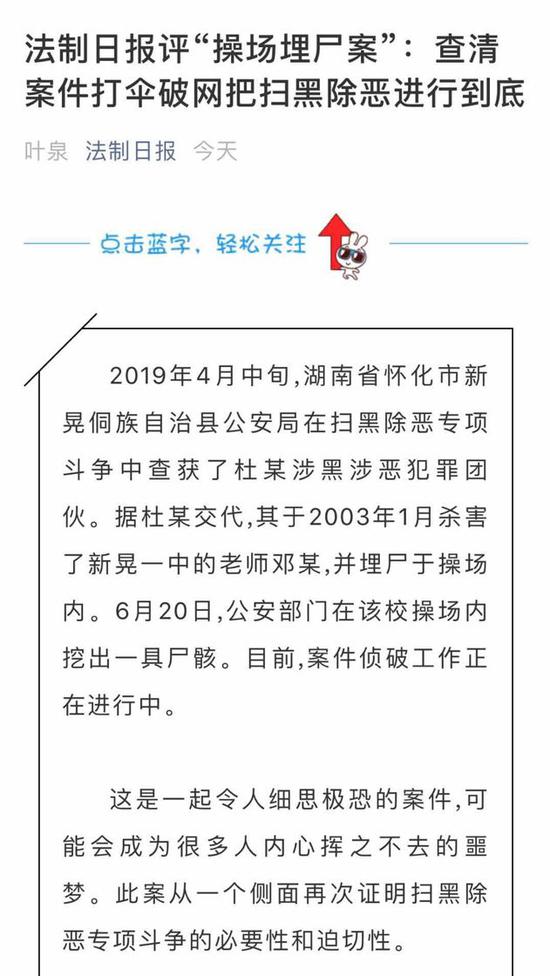 法制日报评“操场埋尸案”：查清
案件打伞破网把扫黑除恶进行到底
叶泉 法制日报 今天
点击蓝字，轻松关注
2019年4月中旬,湖南省怀化市新
晃侗族自治县公安局在扫黑除恶专项
斗争中查获了杜某涉黑涉恶犯罪团
伙。据杜某交代,其于2003年1月杀害
了新晃一中的老师邓某,并埋尸于操场
内。6月20日,公安部门在该校操场内
挖出一具尸骸。目前,案件侦破工作正
在进行中。
这是一起令人细思极恐的案件,可
能会成为很多人内心挥之不去的噩
梦。此案从一个侧面再次证明扫黑除
恶专项斗争的必要性和迫切性。